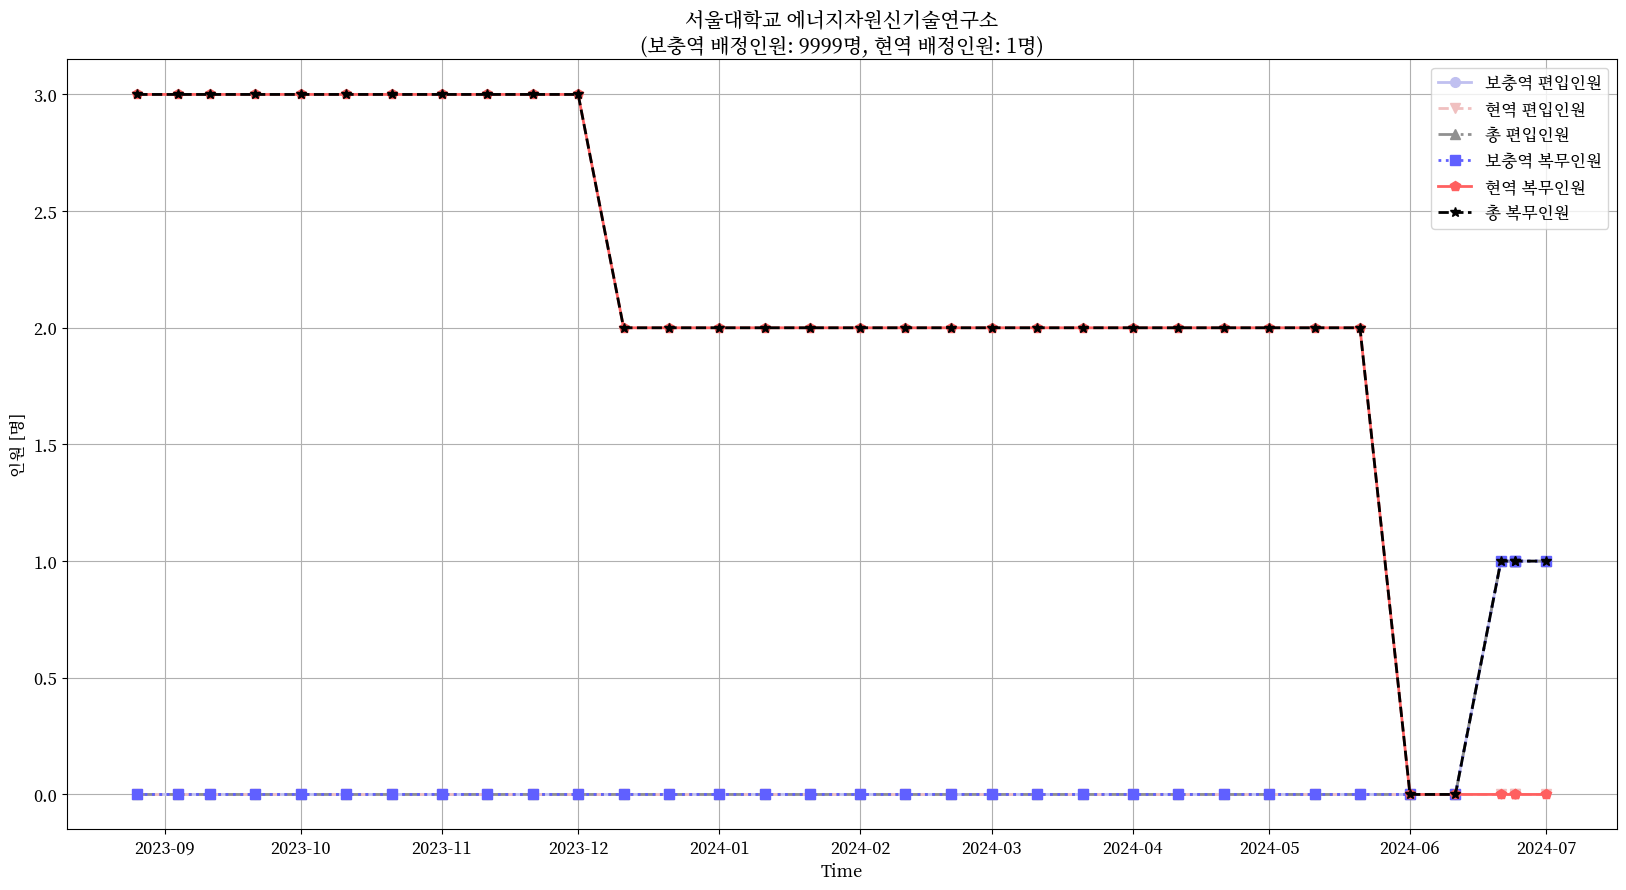 서울대학교 에너지자원신기술연구소
(보충역 배정인원: 9999명, 현역 배정인원: 1명)
보충역 편입인원
현역 편입인원
총 편입인원
보충역 복무인원
현역 복무인원
총 복무인원
인원 [명]
3.0
2.5
2.0
1.5
1.0
0.5
0.0
2023-09 2023-10 2023-11 2023-12 2024-01 2024-02 2024-03 2024-04 2024-05 2024-06 2024-07
Time